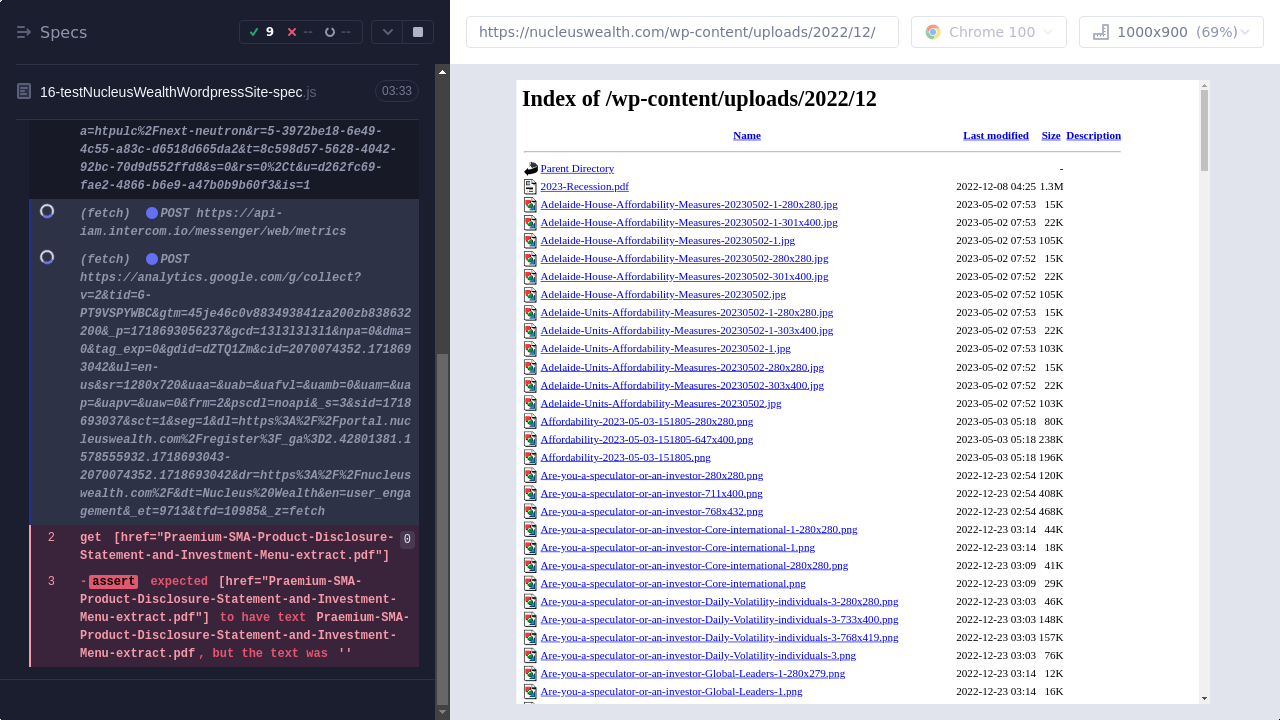 Specs
9 -- --
16-testNucleusWealthWordpressSite-spec.js 03:33
a=htpulc%2Fnext-neutron&r=5-3972be18-6e49-
4c55-a83c-d6518d665da2&t=8d598d57-561e-4042-
92bc-70d9d552ffd8&s=0&rs=0%2Ct&u=d262fc69-
fae2-4866-b6e9-a47b0b9b60f3&is=1
(fetch) POST https://api-
iam.intercom.io/messenger/web/metrics
(fetch) POST
https://analytics.google.com/g/collect?
v=2&tid=G-
PT9YSPYWBC&gtm=45je46c0v883493841za200zb838632
200&_p=1718693056237&gcd=13l3l3l3l1&npa=0&dma=
0&tag_exp=0&gdid=dZTQ1Zm&cid=2070074352.171869
3042&ul=en-
us&sr=1280x720&uaa=&uab=&uafvl=&uamb=0&uam=&ua
p=&uapv=&uaw=0&frm=2&pscdl=noapi&_s=3&sid=1718
693037&sct=1&seg=1&dl=https%3A%2F%2Fportal.nuc
leuswealth.com%2Fregister%3F_ga%3D2.42801381.1
578555932.1718693043-
2070074352.1718693042&dr=https%3A%2F%2Fnucleus
wealth.com%2F&dt=Nucleus%20Wealth&en=user_enga
gement&_et=9713&tfd=10985&_z=fetch
2 get [href="Praemium-SMA-Product-Disclosure- 0
Statement-and-Investment-Menu-extract.pdf"]
3 -assert expected [href="Praemium-SMA-
Product-Disclosure-Statement-and-Investment-
Menu-extract.pdf"] to have text Praemium-SMA-
Product-Disclosure-Statement-and-Investment-
Menu-extract.pdf, but the text was ''
https://nucleuswealth.com/wp-content/uploads/2022/12/
Chrome 100
1000x900 (69%)
Index of /wp-content/uploads/2022/12
Name Last modified Size Description
Parent Directory -
2023-Recession.pdf 2022-12-08 04:25 1.3M
Adelaide-House-Affordability-Measures-20230502-1-280x280.jpg 2023-05-02 07:53 15K
Adelaide-House-Affordability-Measures-20230502-1-301x400.jpg 2023-05-02 07:53 22K
Adelaide-House-Affordability-Measures-20230502-1.jpg 2023-05-02 07:53 105K
Adelaide-House-Affordability-Measures-20230502-280x280.jpg 2023-05-02 07:52 15K
Adelaide-House-Affordability-Measures-20230502-301x400.jpg 2023-05-02 07:52 22K
Adelaide-House-Affordability-Measures-20230502.jpg 2023-05-02 07:52 105K
Adelaide-Units-Affordability-Measures-20230502-1-280x280.jpg 2023-05-02 07:53 15K
Adelaide-Units-Affordability-Measures-20230502-1-303x400.jpg 2023-05-02 07:53 22K
Adelaide-Units-Affordability-Measures-20230502-1.jpg 2023-05-02 07:53 103K
Adelaide-Units-Affordability-Measures-20230502-280x280.jpg 2023-05-02 07:52 15K
Adelaide-Units-Affordability-Measures-20230502-303x400.jpg 2023-05-02 07:52 22K
Adelaide-Units-Affordability-Measures-20230502.jpg 2023-05-02 07:52 103K
Affordability-2023-05-03-151805-280x280.png 2023-05-03 05:18 80K
Affordability-2023-05-03-151805-647x400.png 2023-05-03 05:18 238K
Affordability-2023-05-03-151805.png 2023-05-03 05:18 196K
Are-you-a-speculator-or-an-investor-280x280.png 2022-12-23 02:54 120K
Are-you-a-speculator-or-an-investor-711x400.png 2022-12-23 02:54 408K
Are-you-a-speculator-or-an-investor-768x432.png 2022-12-23 02:54 468K
Are-you-a-speculator-or-an-investor-Core-international-1-280x280.png 2022-12-23 03:14 44K
Are-you-a-speculator-or-an-investor-Core-international-1.png 2022-12-23 03:14 18K
Are-you-a-speculator-or-an-investor-Core-international-280x280.png 2022-12-23 03:09 41K
Are-you-a-speculator-or-an-investor-Core-international.png 2022-12-23 03:09 29K
Are-you-a-speculator-or-an-investor-Daily-Volatility-individuals-3-280x280.png 2022-12-23 03:03 46K
Are-you-a-speculator-or-an-investor-Daily-Volatility-individuals-3-733x400.png 2022-12-23 03:03 148K
Are-you-a-speculator-or-an-investor-Daily-Volatility-individuals-3-768x419.png 2022-12-23 03:03 157K
Are-you-a-speculator-or-an-investor-Daily-Volatility-individuals-3.png 2022-12-23 03:03 76K
Are-you-a-speculator-or-an-investor-Global-Leaders-1-280x279.png 2022-12-23 03:14 12K
Are-you-a-speculator-or-an-investor-Global-Leaders-1.png 2022-12-23 03:14 16K